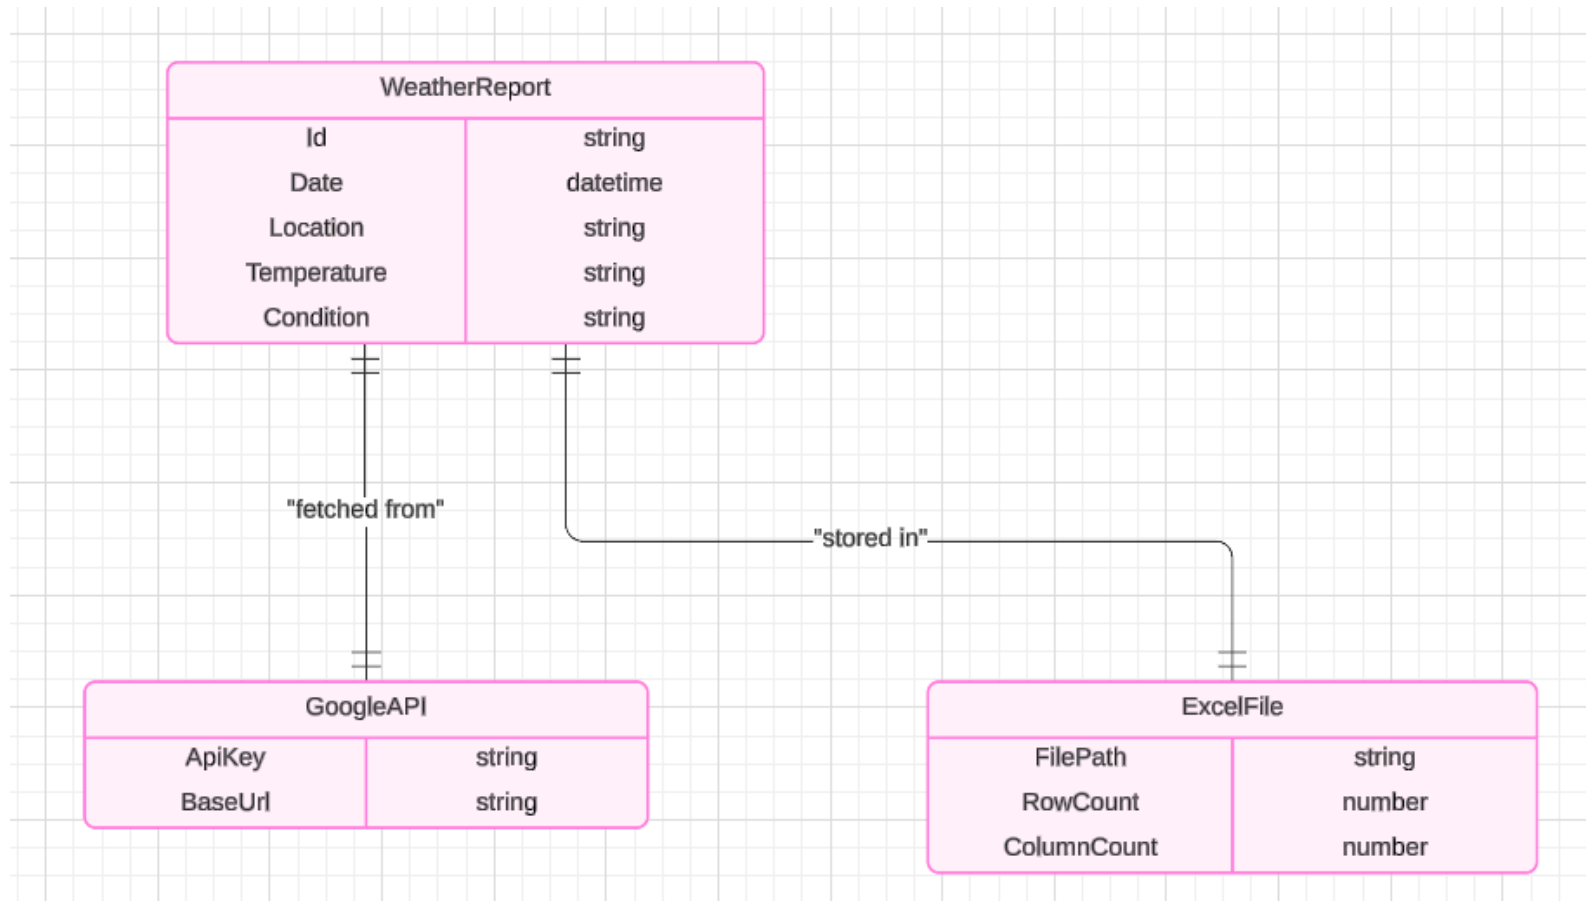 WeatherReport
Id string
Date datetime
Location string
Temperature string
Condition string
"fetched from"
"stored in"
GoogleAPI
ApiKey string
BaseUrl string
ExcelFile
FilePath string
RowCount number
ColumnCount number